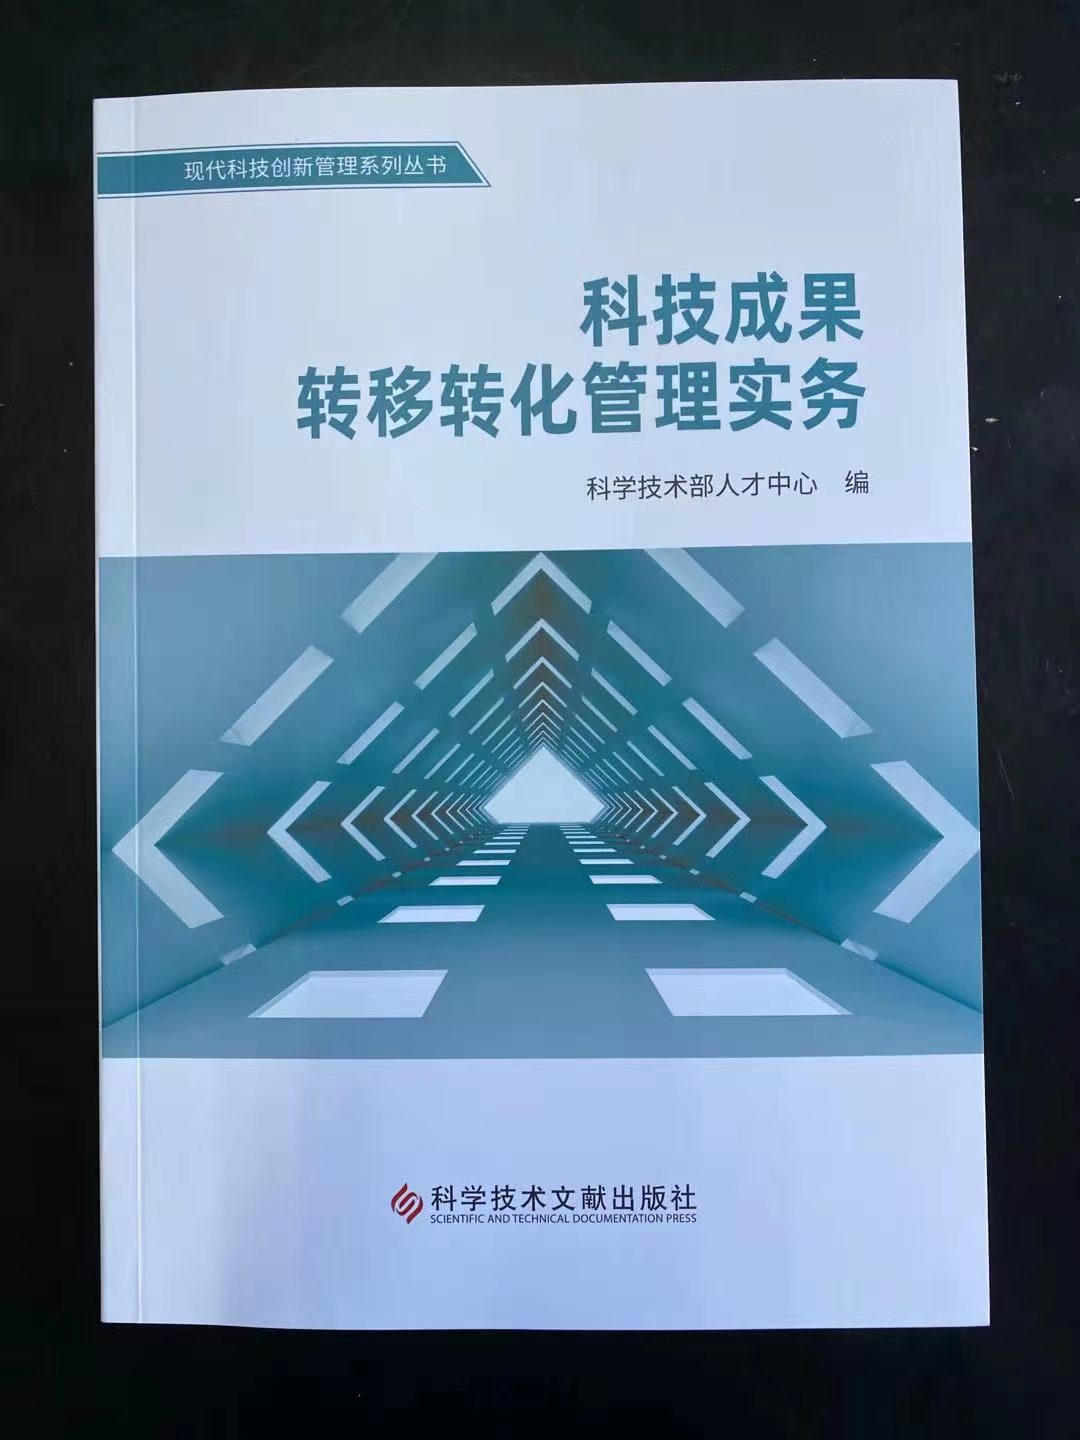 现代科技创新管理系列丛书
科技成果
转移转化管理实务
科学技术部人才中心 编
科学技术文献出版社
SCIENTIFIC AND TECHNICAL DOCUMENTATION PRESS